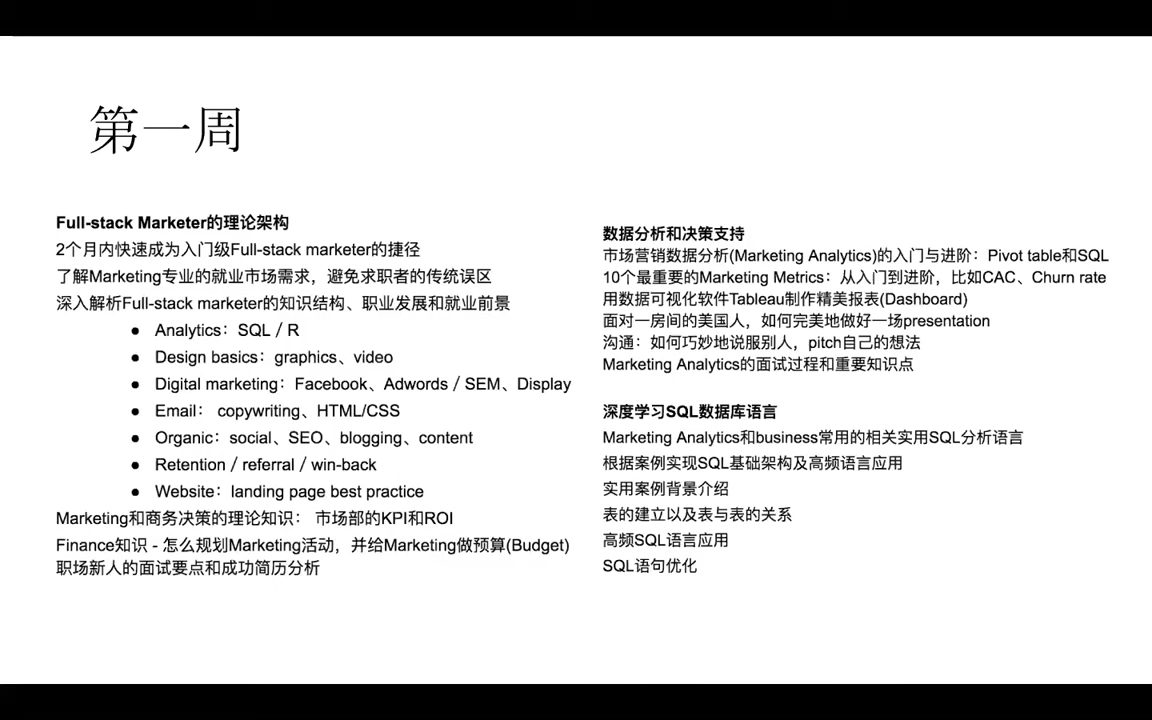 第一周
Full-stack Marketer的理论架构
2个月内快速成为入门级Full-stack marketer的捷径
了解Marketing专业的就业市场需求，避免求职者的传统误区
深入解析Full-stack marketer的知识结构、职业发展和就业前景
● Analytics：SQL / R
● Design basics：graphics、video
● Digital marketing：Facebook、Adwords / SEM、Display
● Email： copywriting、HTML/CSS
● Organic：social、SEO、blogging、content
● Retention / referral / win-back
● Website：landing page best practice
Marketing和商务决策的理论知识： 市场部的KPI和ROI
Finance知识 - 怎么规划Marketing活动，并给Marketing做预算(Budget)
职场新人的面试要点和成功简历分析
数据分析和决策支持
市场营销数据分析(Marketing Analytics)的入门与进阶：Pivot table和SQL
10个最重要的Marketing Metrics：从入门到进阶，比如CAC、Churn rate
用数据可视化软件Tableau制作精美报表(Dashboard)
面对一房间的美国人，如何完美地做好一场presentation
沟通：如何巧妙地说服别人，pitch自己的想法
Marketing Analytics的面试过程和重要知识点
深度学习SQL数据库语言
Marketing Analytics和business常用的相关实用SQL分析语言
根据案例实现SQL基础架构及高频语言应用
实用案例背景介绍
表的建立以及表与表的关系
高频SQL语言应用
SQL语句优化